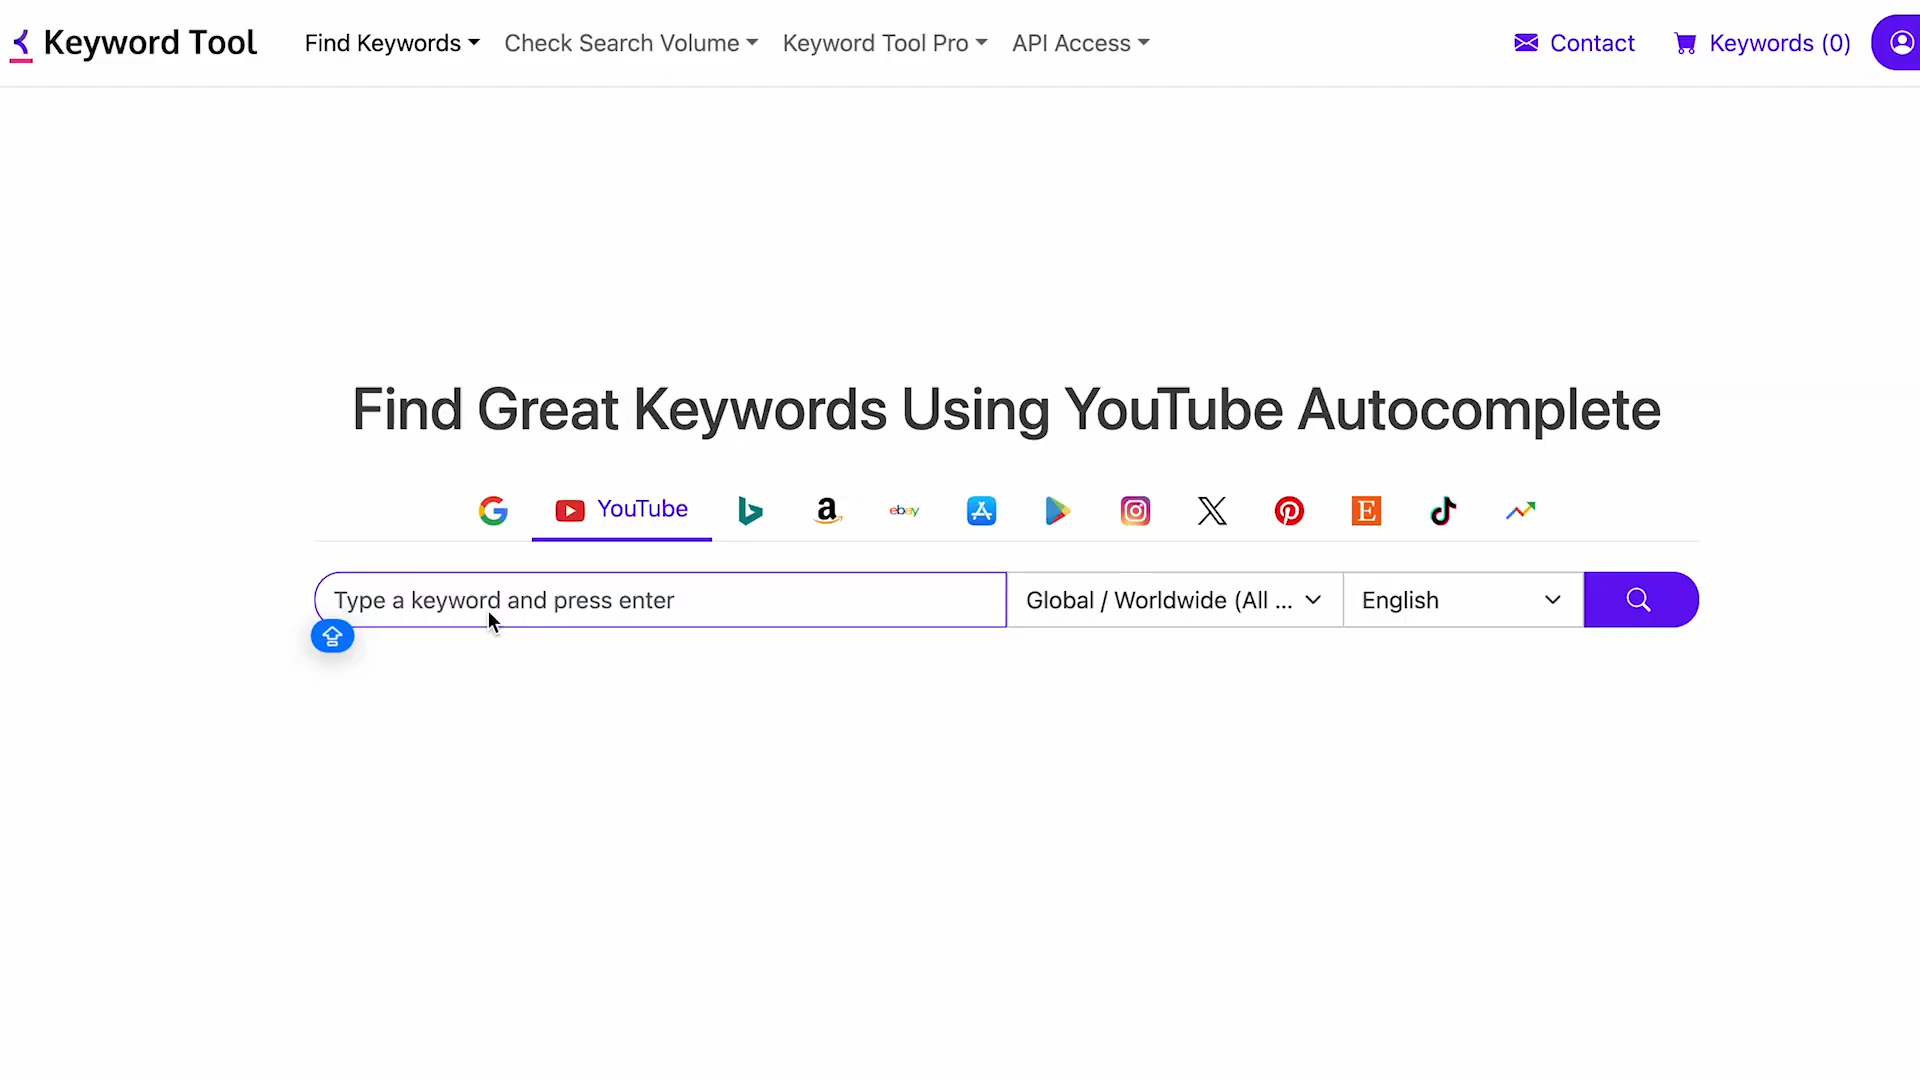 Keyword Tool Find Keywords Check Search Volume Keyword Tool Pro API Access Contact Keywords (0)
Find Great Keywords Using YouTube Autocomplete
YouTube a ebay E
Type a keyword and press enter Global / Worldwide (All ... English